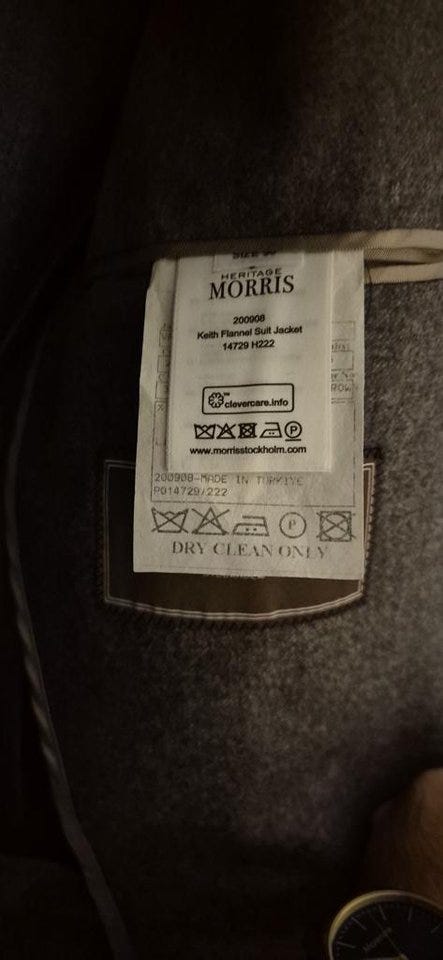 HERITAGE
MORRIS
200908
Keith Flannel Suit Jacket
14729 H222
clevercare.info
P
www.morrisstockholm.com
200908-MADE IN TURKIYE
P014729/222
P
DRY CLEAN ONLY